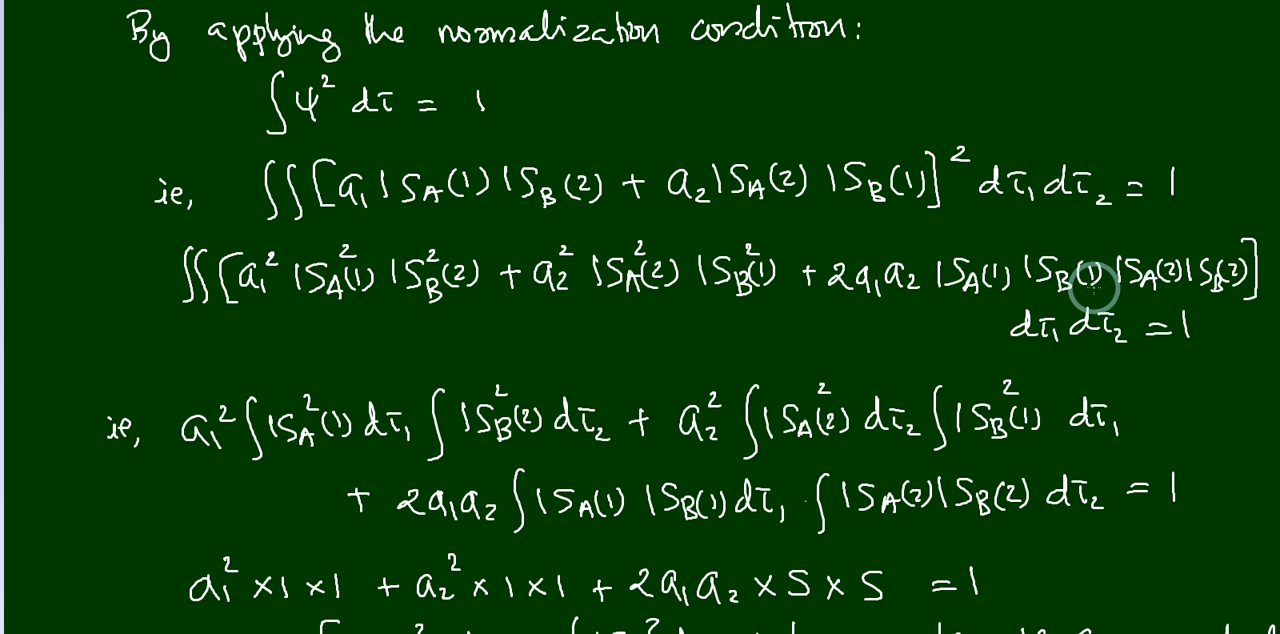 By applying the normalization condition:
∫ψ² dτ = 1
ie, ∫∫[a₁ 1S_A(1) 1S_B(2) + a₂ 1S_A(2) 1S_B(1)]² dτ₁ dτ₂ = 1
∫∫[a₁² 1S_A²(1) 1S_B²(2) + a₂² 1S_A²(2) 1S_B²(1) + 2a₁a₂ 1S_A(1) 1S_B(1) 1S_A(2) 1S_B(2)]
dτ₁ dτ₂ = 1
ie, a₁² ∫1S_A²(1) dτ₁ ∫1S_B²(2) dτ₂ + a₂² ∫1S_A²(2) dτ₂ ∫1S_B²(1) dτ₁
+ 2a₁a₂ ∫1S_A(1) 1S_B(1) dτ₁ · ∫1S_A(2) 1S_B(2) dτ₂ = 1
a₁² × 1 × 1 + a₂² × 1 × 1 + 2a₁a₂ × S × S = 1